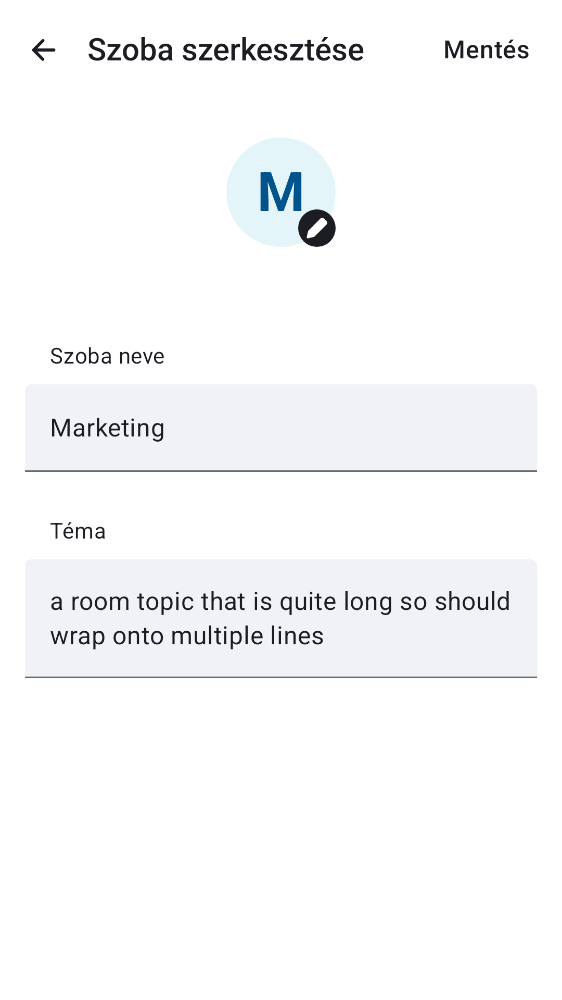 Szoba szerkesztése
Mentés
M
Szoba neve
Marketing
Téma
a room topic that is quite long so should
wrap onto multiple lines